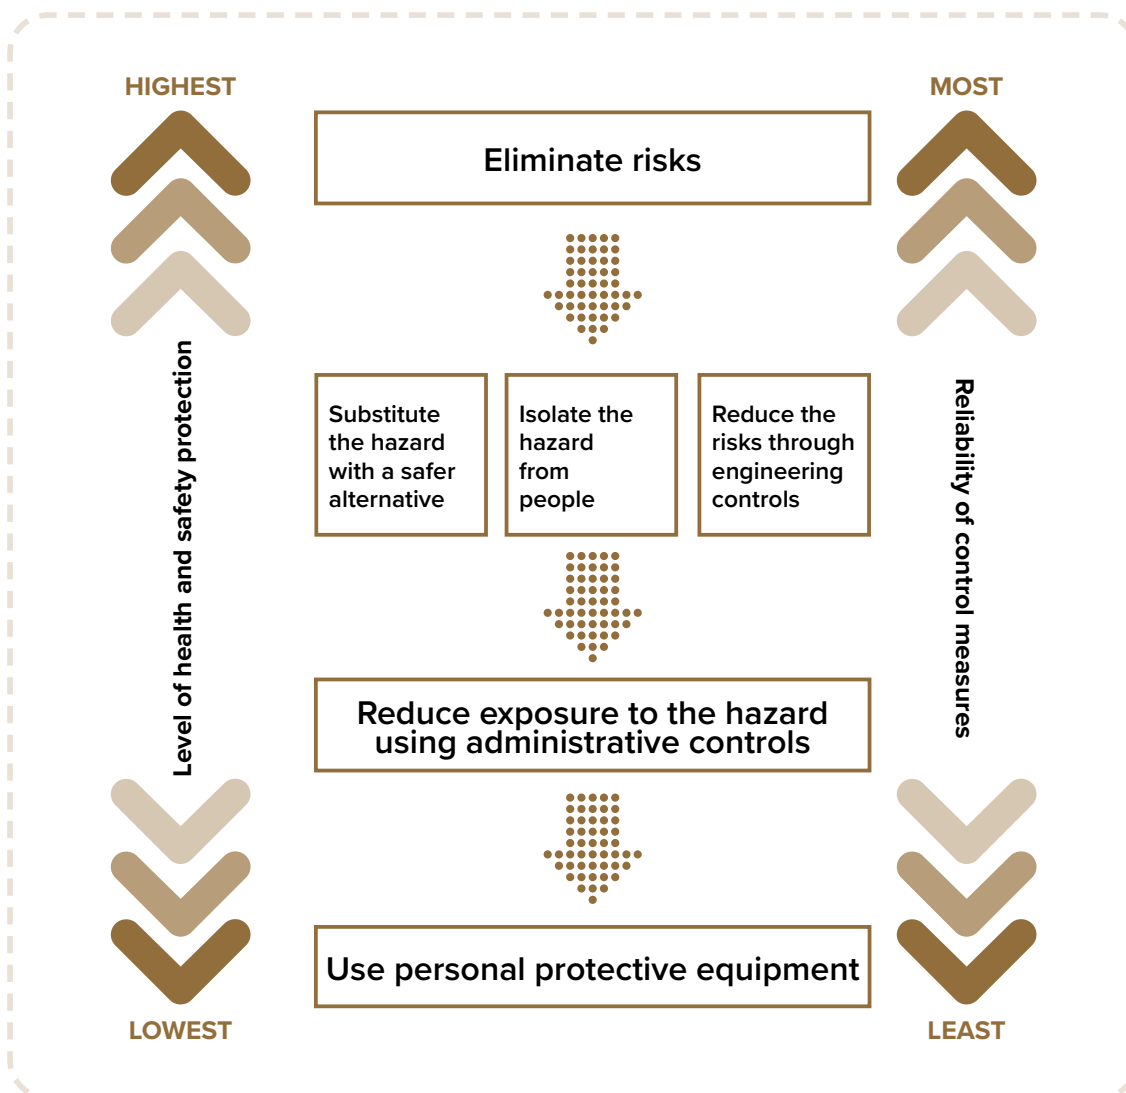 HIGHEST
MOST
Eliminate risks
Level of health and safety protection
Substitute
the hazard
with a safer
alternative
Isolate the
hazard
from
people
Reduce the
risks through
engineering
controls
Reliability of control measures
Reduce exposure to the hazard
using administrative controls
Use personal protective equipment
LOWEST
LEAST